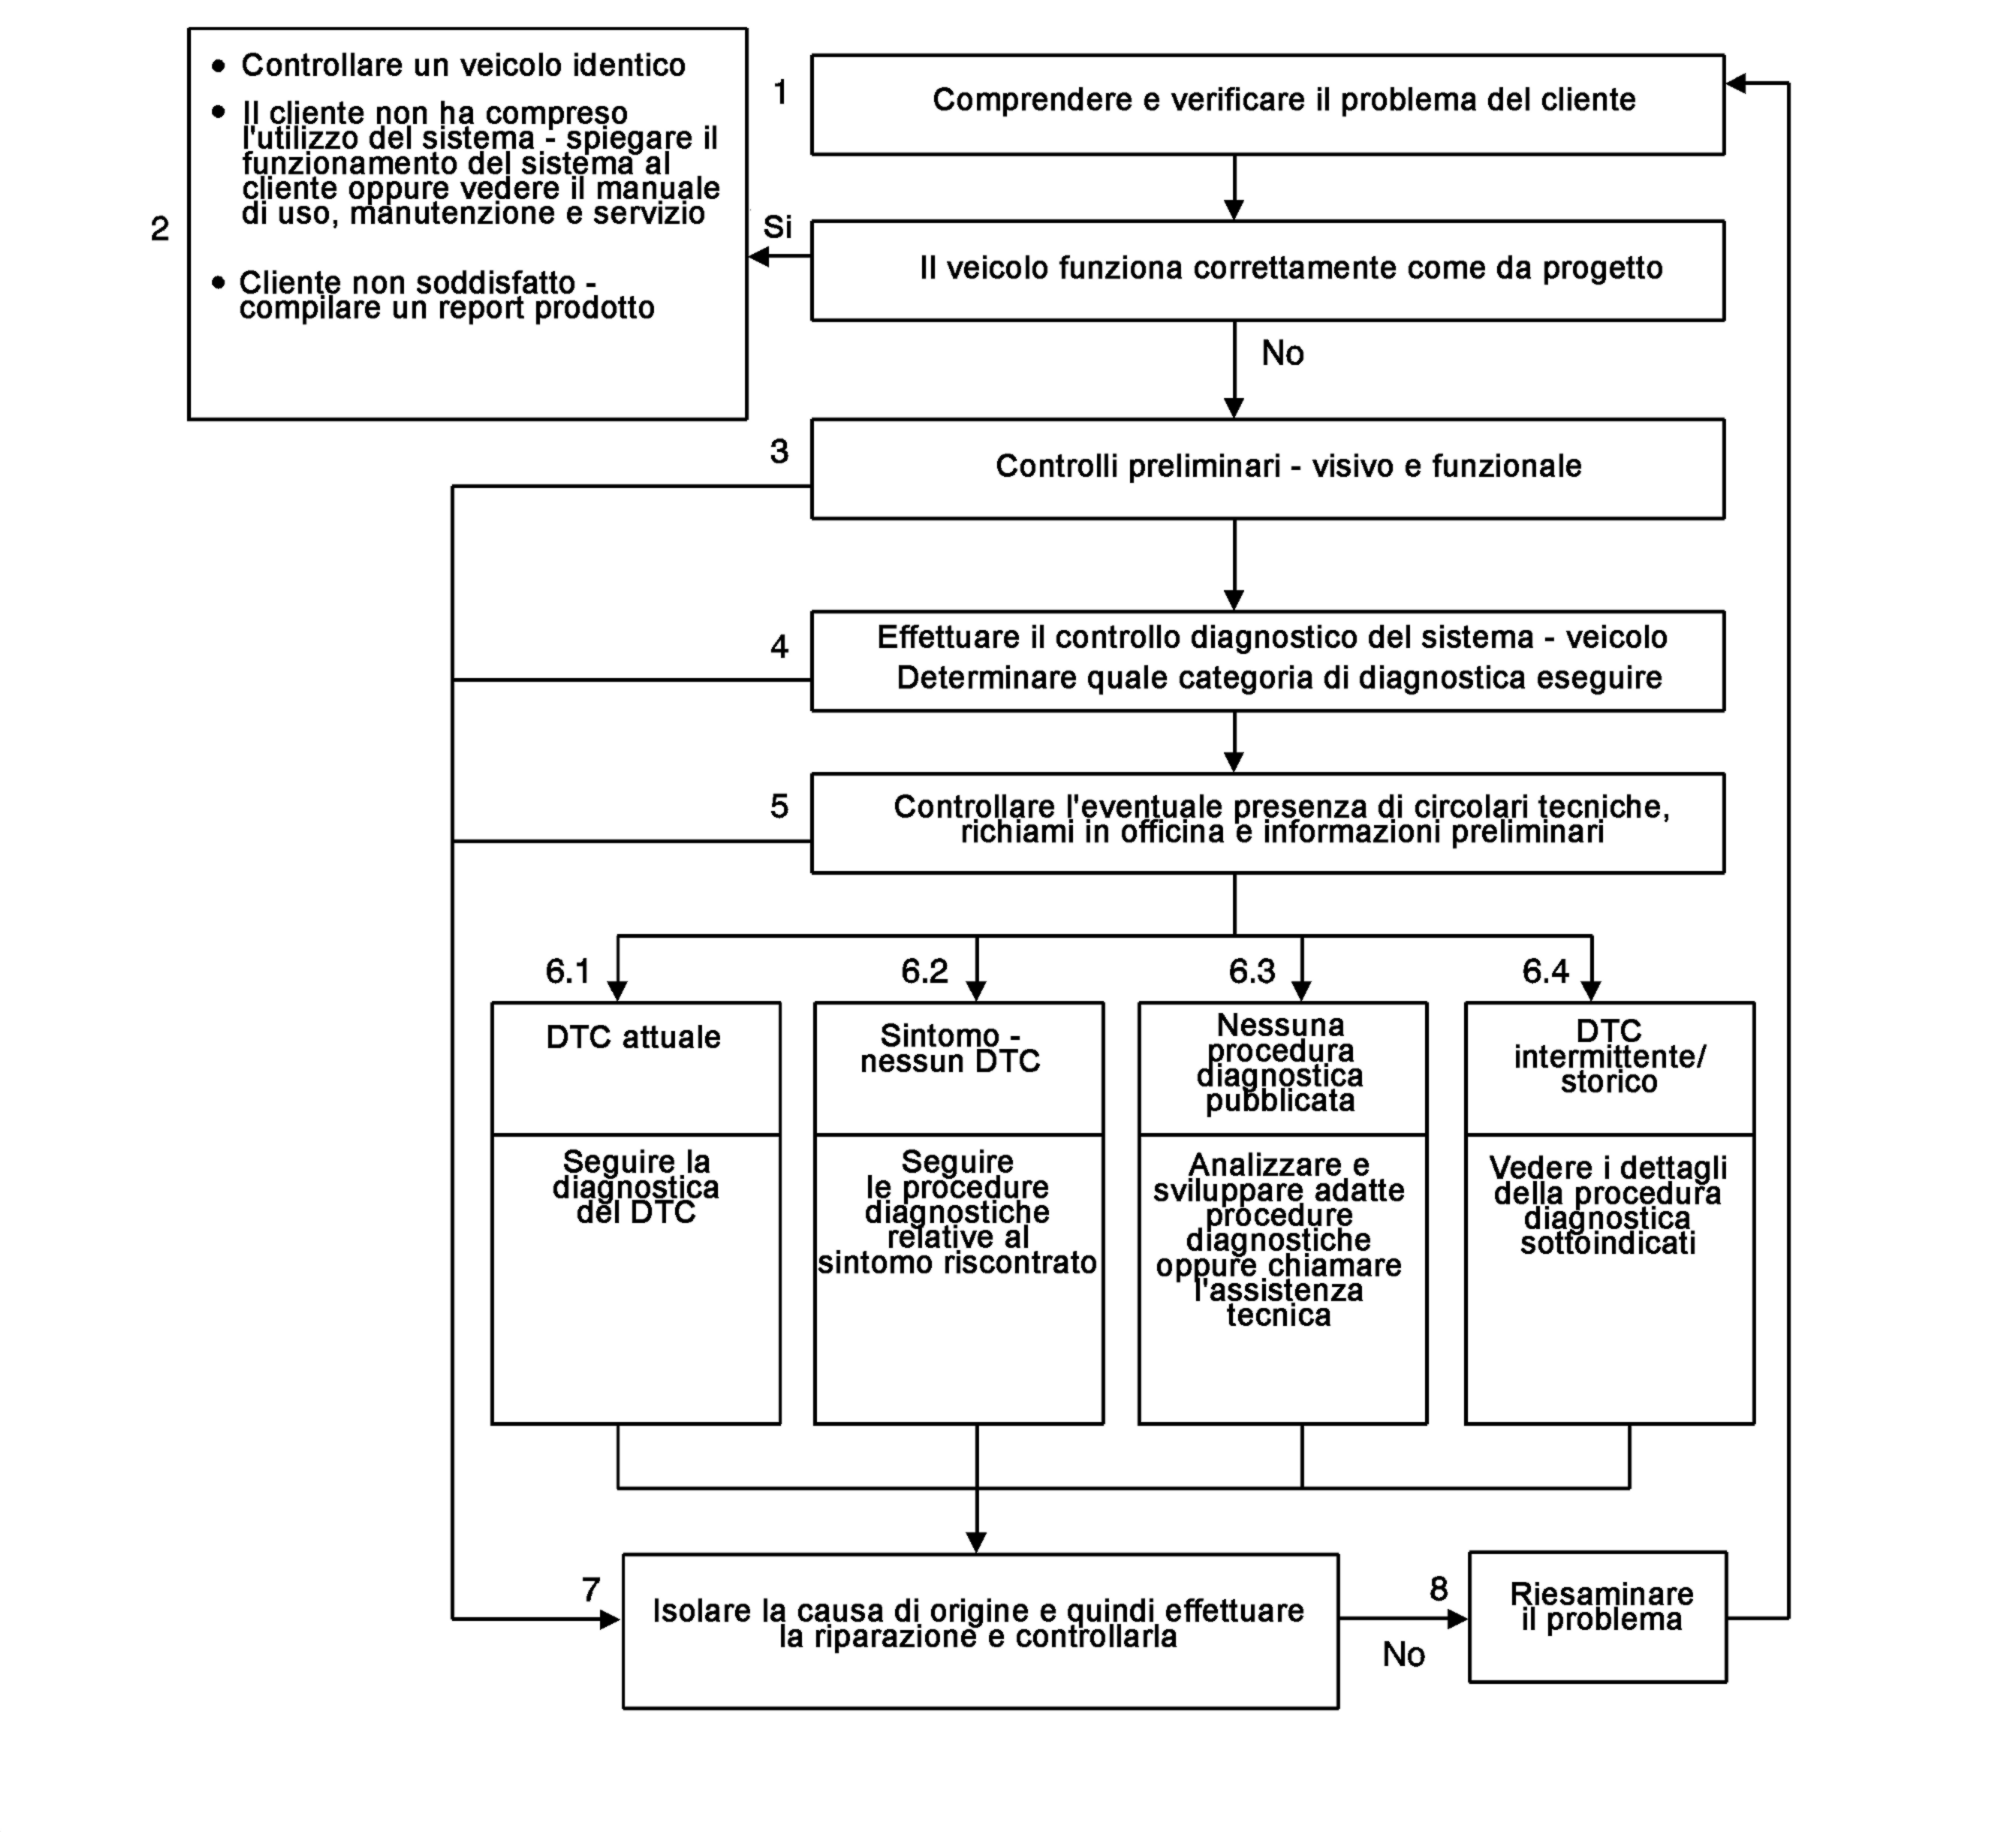 1
Comprendere e verificare il problema del cliente
2
• Controllare un veicolo identico
• Il cliente non ha compreso
l'utilizzo del sistema - spiegare il
funzionamento del sistema al
cliente oppure vedere il manuale
di uso, manutenzione e servizio
• Cliente non soddisfatto -
compilare un report prodotto
Si
Il veicolo funziona correttamente come da progetto
No
3
Controlli preliminari - visivo e funzionale
4
Effettuare il controllo diagnostico del sistema - veicolo
Determinare quale categoria di diagnostica eseguire
5
Controllare l'eventuale presenza di circolari tecniche,
richiami in officina e informazioni preliminari
6.1
DTC attuale
Seguire la
diagnostica
del DTC
6.2
Sintomo -
nessun DTC
Seguire
le procedure
diagnostiche
relative al
sintomo riscontrato
6.3
Nessuna
procedura
diagnostica
pubblicata
Analizzare e
sviluppare adatte
procedure
diagnostiche
oppure chiamare
l'assistenza
tecnica
6.4
DTC
intermittente/
storico
Vedere i dettagli
della procedura
diagnostica
sottoindicati
7
Isolare la causa di origine e quindi effettuare
la riparazione e controllarla
No
8
Riesaminare
il problema